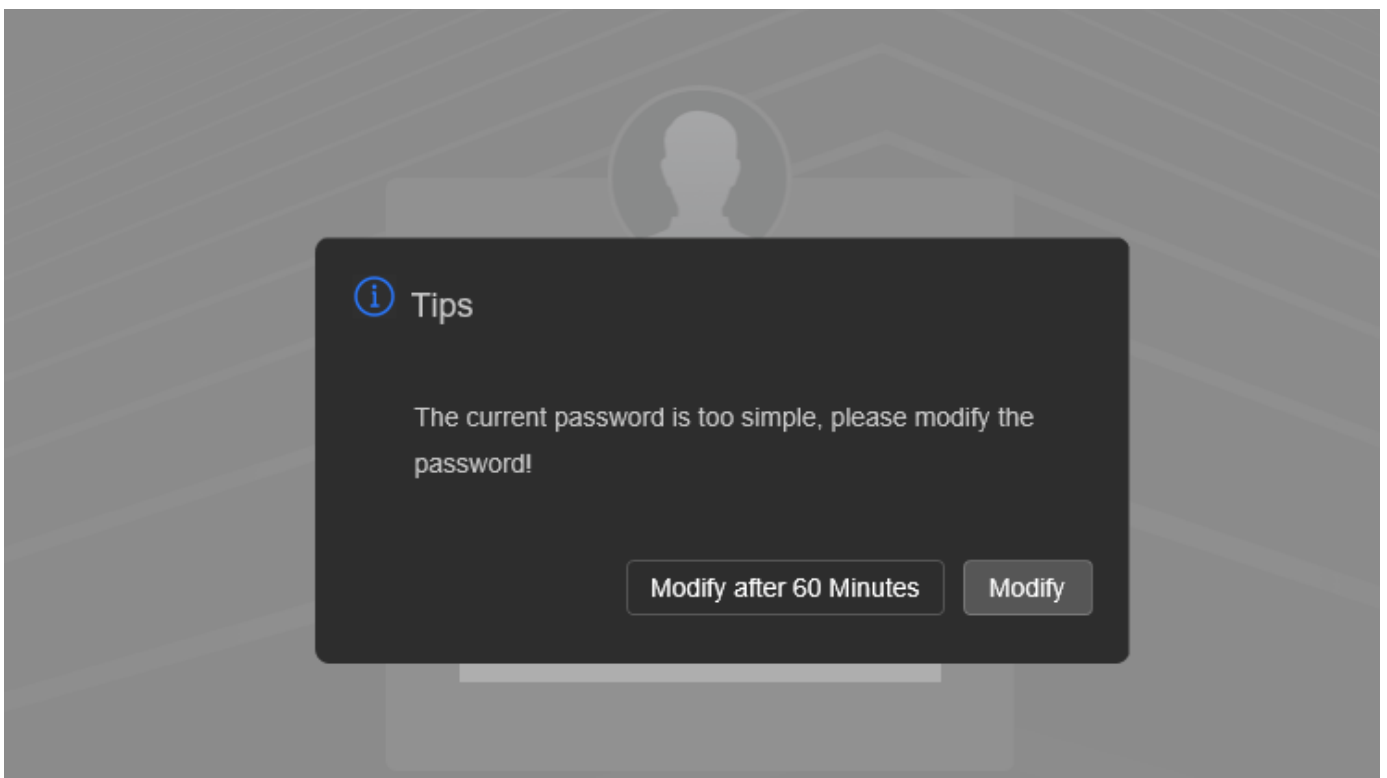 Tips
The current password is too simple, please modify the
password!
Modify after 60 Minutes
Modify